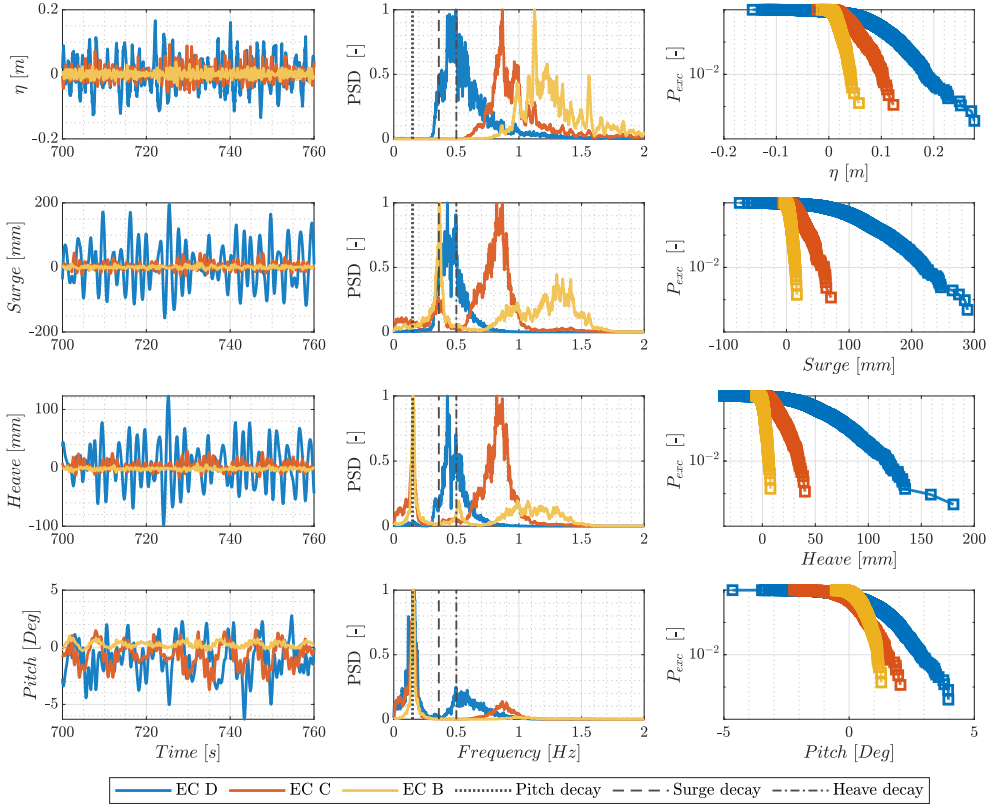 0.2
0
-0.2
η [m]
700 720 740 760
1
0.5
0
PSD [-]
0 0.5 1 1.5 2
10⁻²
P_exc [-]
-0.2 -0.1 0 0.1 0.2
η [m]
200
0
-200
Surge [mm]
700 720 740 760
1
0.5
0
PSD [-]
0 0.5 1 1.5 2
10⁻²
P_exc [-]
-100 0 100 200 300
Surge [mm]
100
0
-100
Heave [mm]
700 720 740 760
1
0.5
0
PSD [-]
0 0.5 1 1.5 2
10⁻²
P_exc [-]
0 50 100 150 200
Heave [mm]
5
0
-5
Pitch [Deg]
700 720 740 760
Time [s]
1
0.5
0
PSD [-]
0 0.5 1 1.5 2
Frequency [Hz]
10⁻²
P_exc [-]
-5 0 5
Pitch [Deg]
EC D EC C EC B Pitch decay Surge decay Heave decay